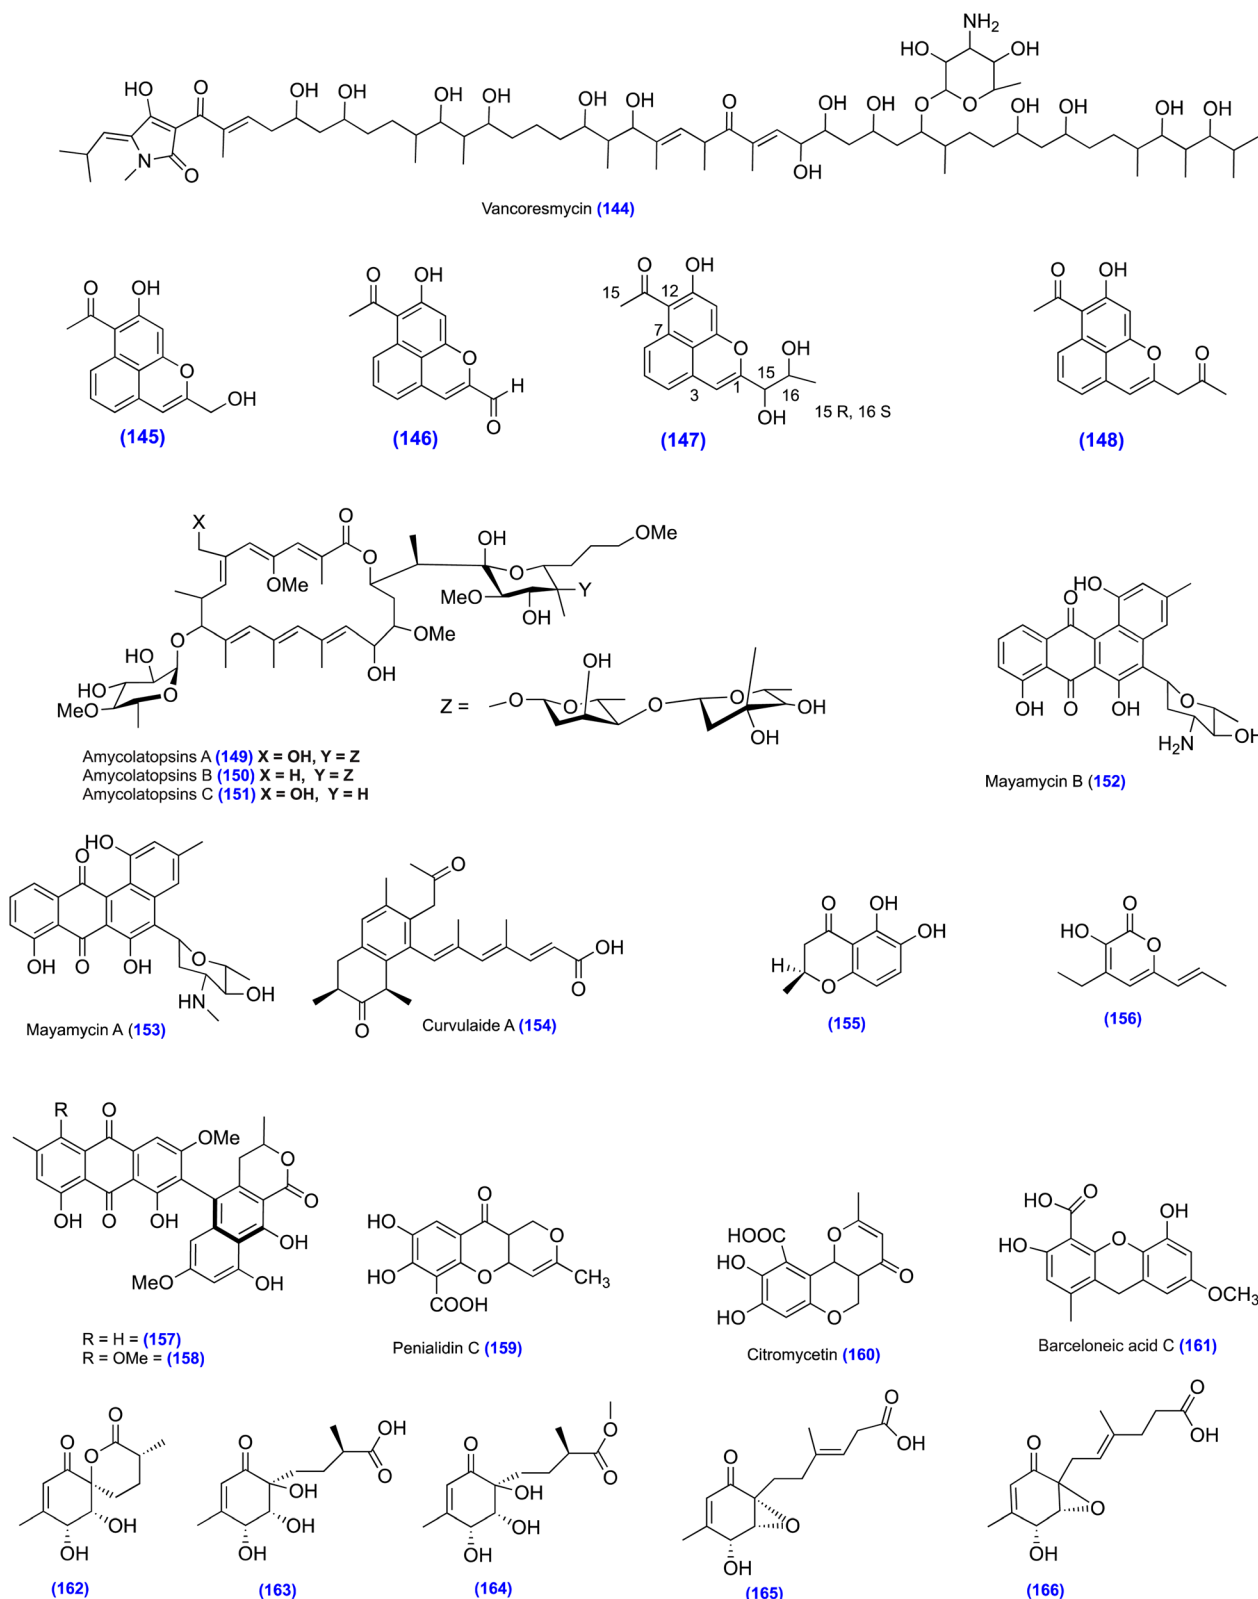 NH₂
HO OH
HO O OH OH OH OH OH OH O OH OH O O OH OH OH OH
N O OH
Vancoresmycin (144)
O OH O OH O OH O OH
15 12
7
O O O OH O O
15
H 1
OH 3 16
O OH 15 R, 16 S
(145) (146) (147) (148)
X O
OH OMe
O
OMe O Y
MeO
OH
O OMe
HO OH
HO O
MeO
OH
Z = O O O O OH
OH
Amycolatopsins A (149) X = OH, Y = Z
Amycolatopsins B (150) X = H, Y = Z
Amycolatopsins C (151) X = OH, Y = H
HO
O
OH O OH O
H₂N OH
Mayamycin B (152)
HO
O
OH O OH O
HN OH
Mayamycin A (153)
O
OH
O
O
Curvulaide A (154)
O OH
OH
H
O
(155)
O
HO O
(156)
R O
OMe
O
O
OH O OH
OH
MeO OH
R = H = (157)
R = OMe = (158)
O
HO O
HO O CH₃
COOH
Penialidin C (159)
O
HOOC
HO O
HO O
Citromycetin (160)
HO O OH
HO O
OCH₃
Barceloneic acid C (161)
O
O O
OH
OH
(162)
O OH
O
OH
OH
OH
(163)
O O
O
OH
OH
OH
(164)
O
OH
O
O
OH
(165)
O
OH
O
O
OH
(166)